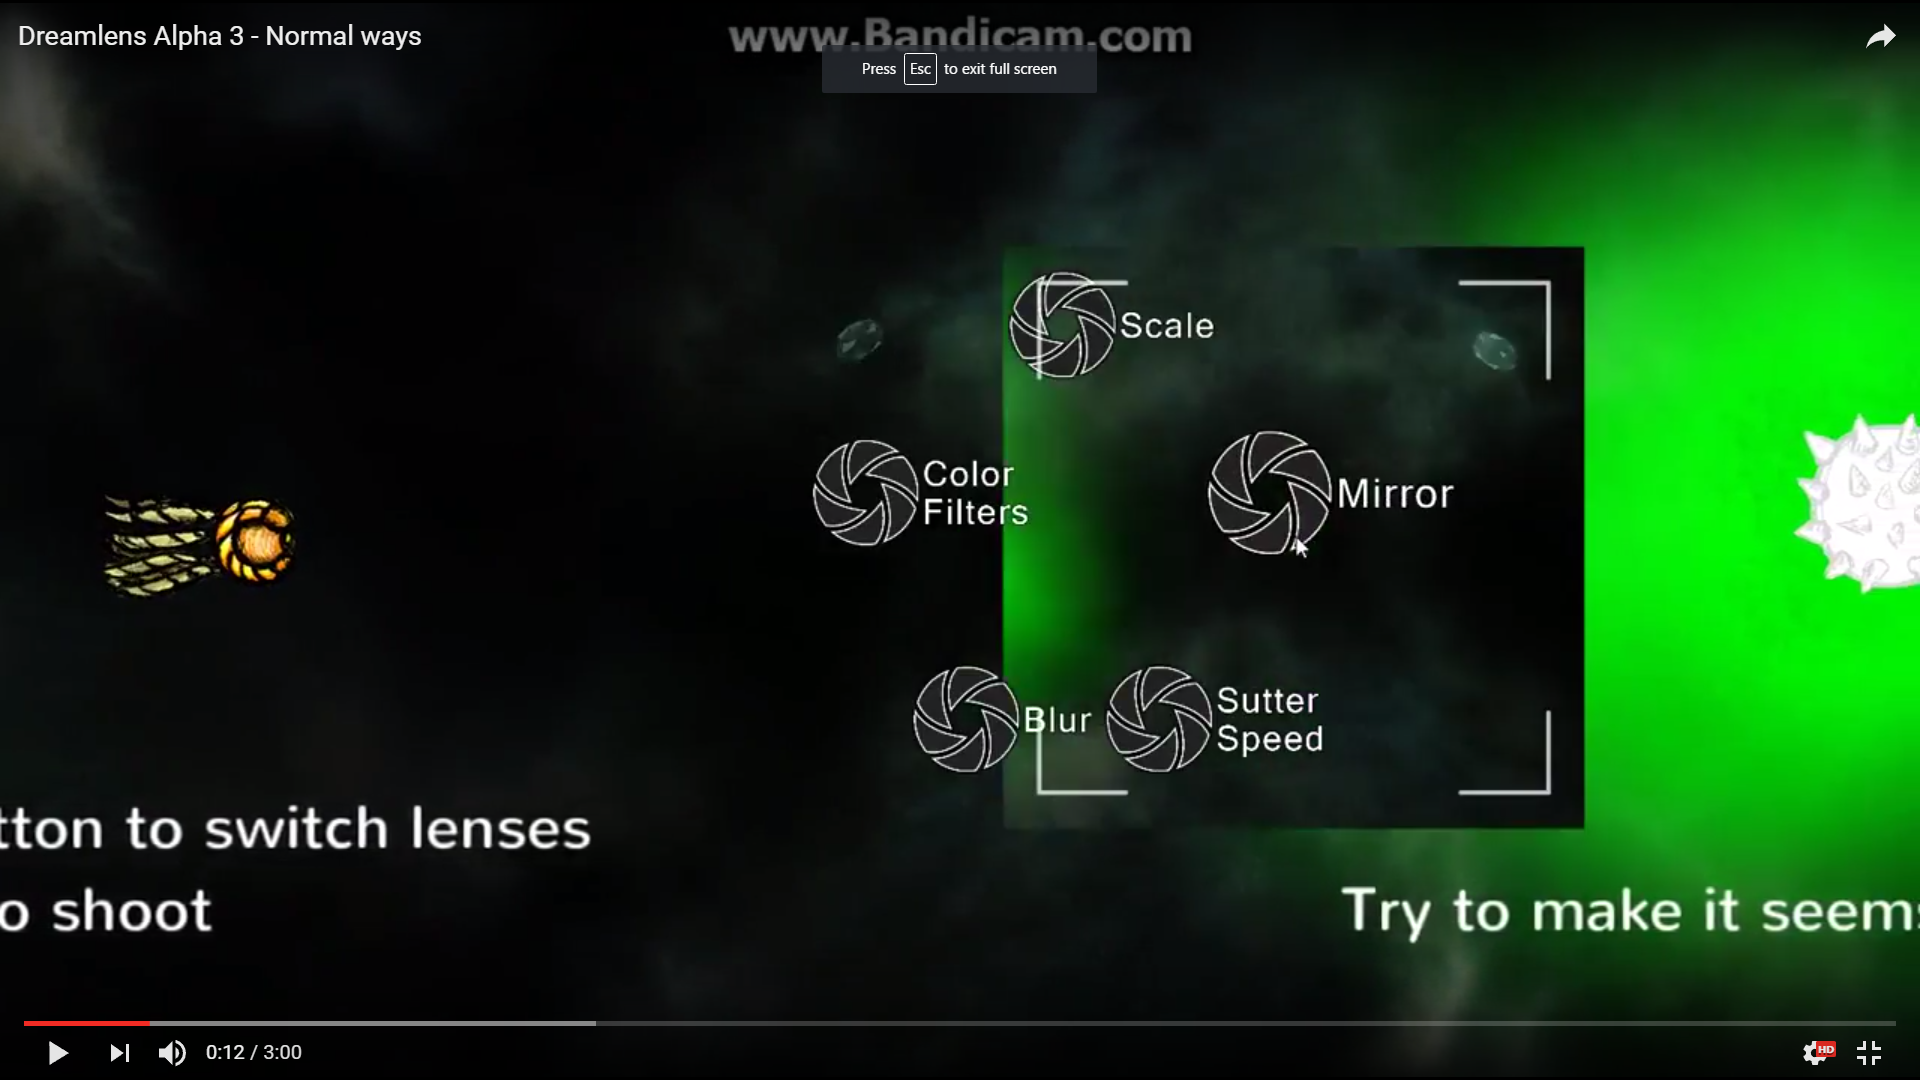 Dreamlens Alpha 3 - Normal ways
www.Bandicam.com
Press Esc to exit full screen
Scale
Color
Filters
Mirror
Blur
Sutter
Speed
tton to switch lenses
o shoot
Try to make it seems
0:12 / 3:00
HD